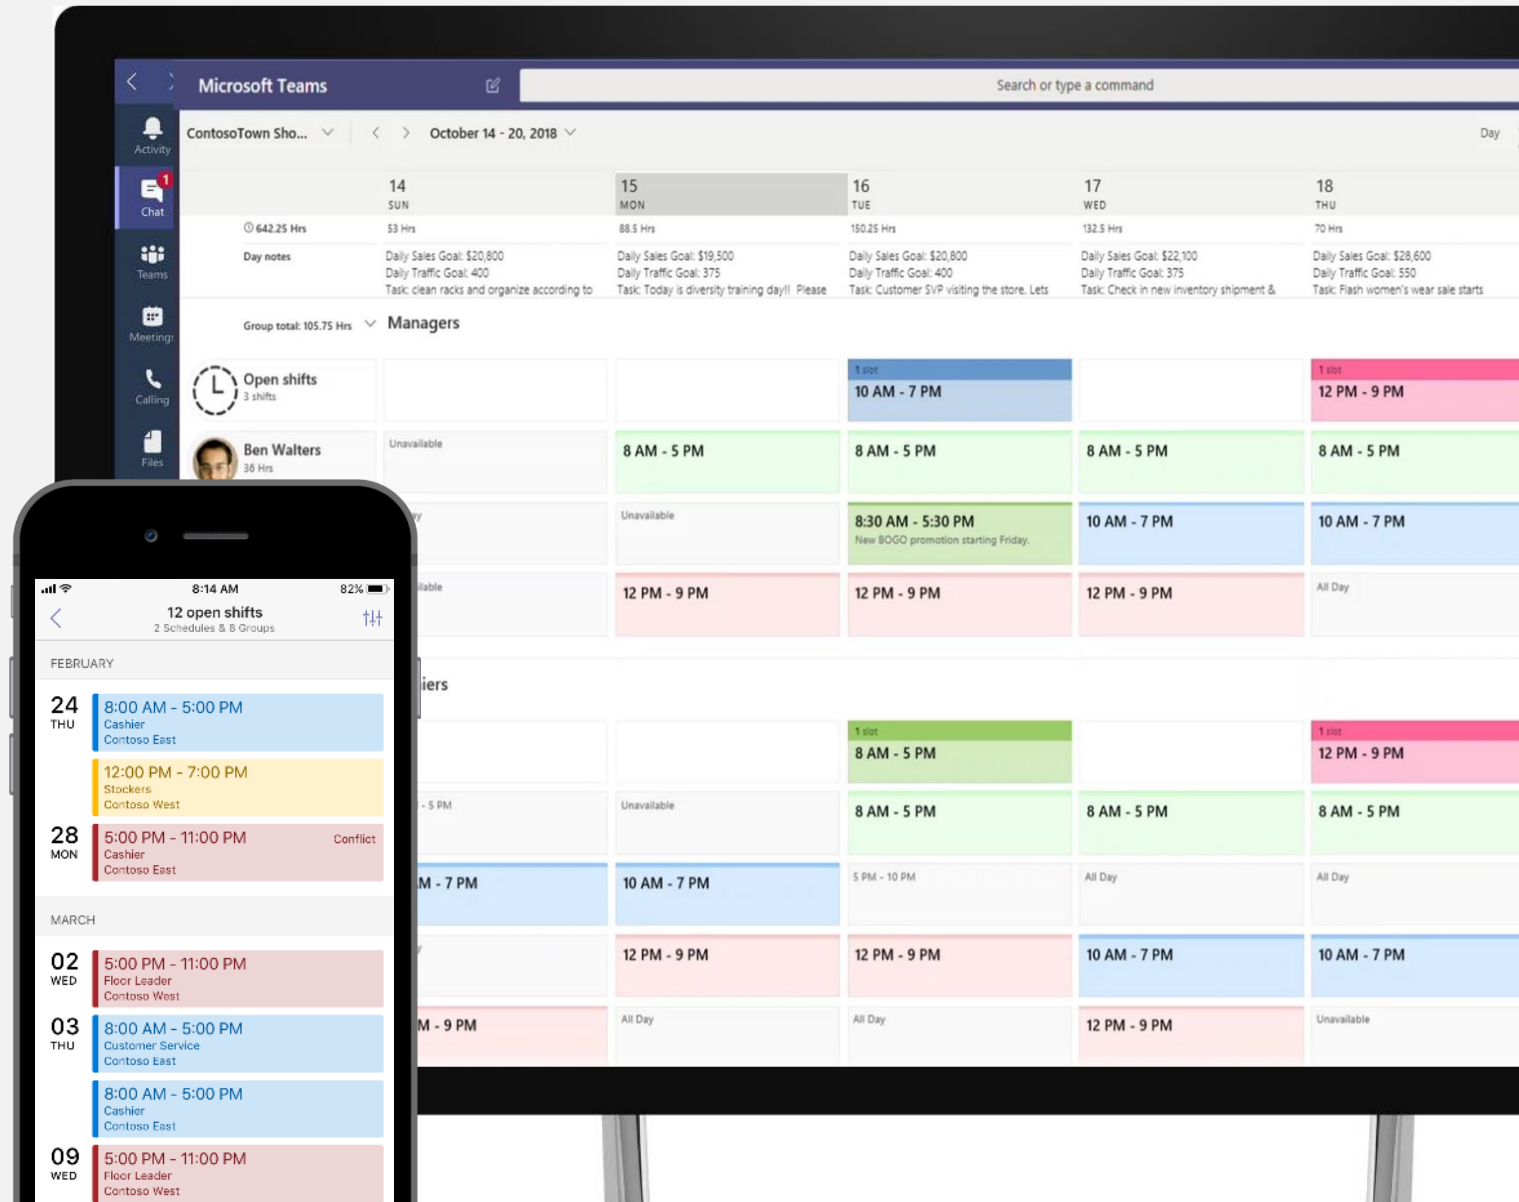 Microsoft Teams
Search or type a command
Activity
ContosoTown Sho...
October 14 - 20, 2018
Day
1
Chat
14
SUN
15
MON
16
TUE
17
WED
18
THU
642.25 Hrs
53 Hrs
88.5 Hrs
150.25 Hrs
132.5 Hrs
70 Hrs
Teams
Day notes
Daily Sales Goal: $20,800
Daily Traffic Goal: 400
Task: clean racks and organize according to
Daily Sales Goal: $19,500
Daily Traffic Goal: 375
Task: Today is diversity training day!! Please
Daily Sales Goal: $20,800
Daily Traffic Goal: 400
Task: Customer SVP visiting the store. Lets
Daily Sales Goal: $22,100
Daily Traffic Goal: 375
Task: Check in new inventory shipment &
Daily Sales Goal: $28,600
Daily Traffic Goal: 550
Task: Flash women's wear sale starts
Meetings
Group total: 105.75 Hrs
Managers
Calling
Open shifts
3 shifts
1 slot
10 AM - 7 PM
1 slot
12 PM - 9 PM
Files
Ben Walters
36 Hrs
Unavailable
8 AM - 5 PM
8 AM - 5 PM
8 AM - 5 PM
8 AM - 5 PM
Unavailable
8:30 AM - 5:30 PM
New BOGO promotion starting Friday.
10 AM - 7 PM
10 AM - 7 PM
12 PM - 9 PM
12 PM - 9 PM
12 PM - 9 PM
All Day
1 slot
8 AM - 5 PM
1 slot
12 PM - 9 PM
- 5 PM
Unavailable
8 AM - 5 PM
8 AM - 5 PM
8 AM - 5 PM
M - 7 PM
10 AM - 7 PM
5 PM - 10 PM
All Day
All Day
12 PM - 9 PM
12 PM - 9 PM
10 AM - 7 PM
10 AM - 7 PM
M - 9 PM
All Day
All Day
12 PM - 9 PM
Unavailable
8:14 AM
82%
12 open shifts
2 Schedules & 8 Groups
FEBRUARY
24
THU
8:00 AM - 5:00 PM
Cashier
Contoso East
12:00 PM - 7:00 PM
Stockers
Contoso West
28
MON
5:00 PM - 11:00 PM
Conflict
Cashier
Contoso East
MARCH
02
WED
5:00 PM - 11:00 PM
Floor Leader
Contoso West
03
THU
8:00 AM - 5:00 PM
Customer Service
Contoso East
8:00 AM - 5:00 PM
Cashier
Contoso East
09
WED
5:00 PM - 11:00 PM
Floor Leader
Contoso West